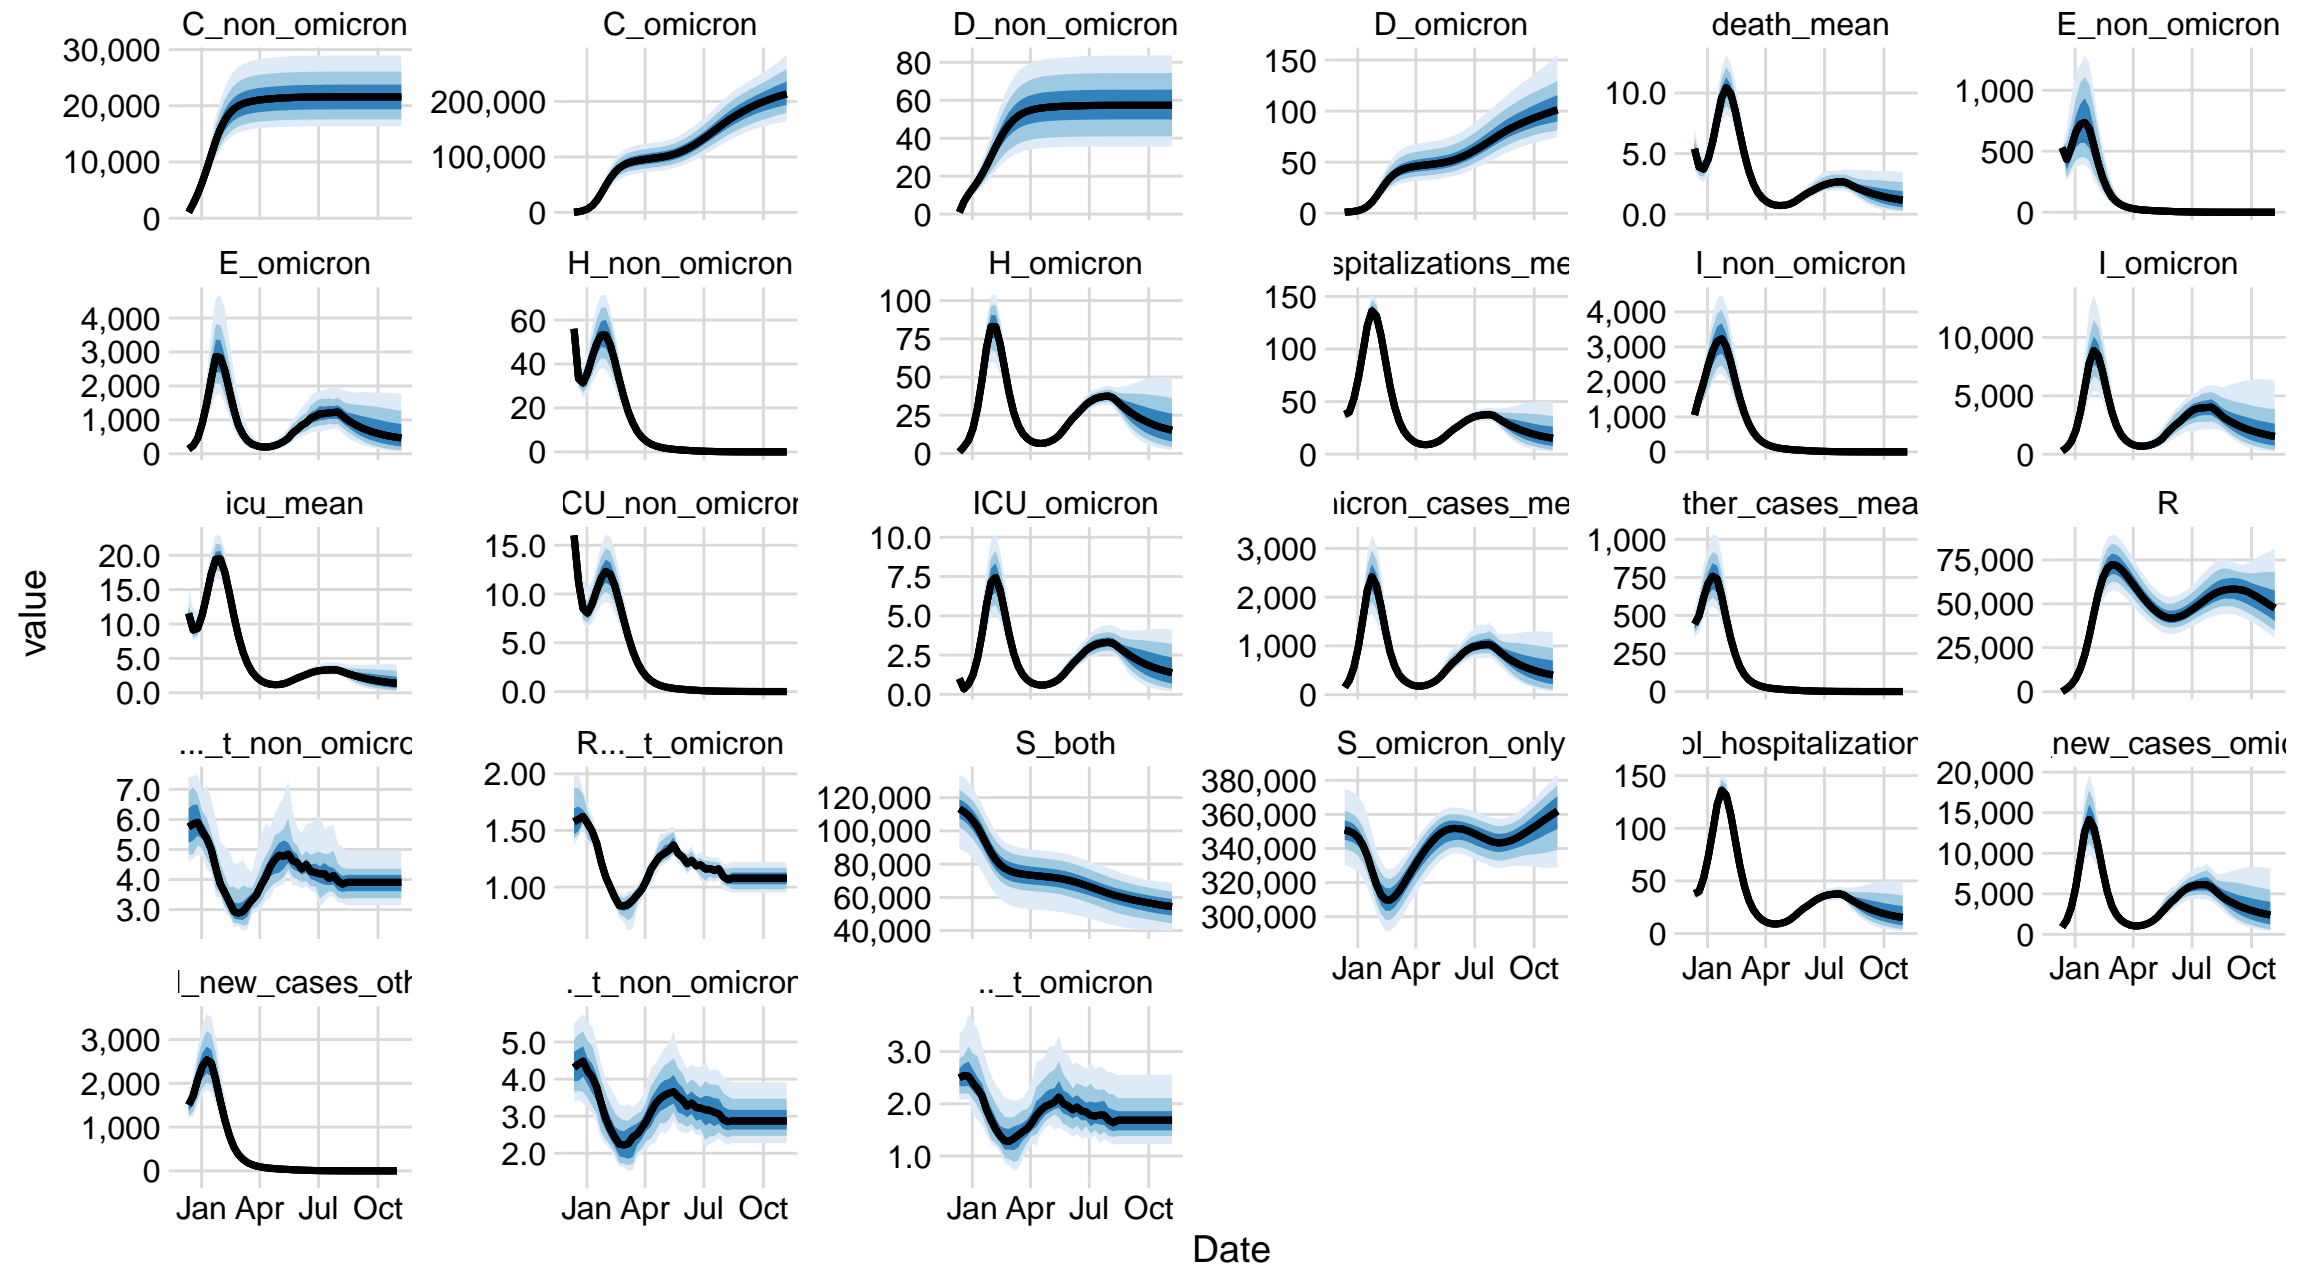 C_non_omicron C_omicron D_non_omicron D_omicron death_mean E_non_omicron
30,000 20,000 10,000 0
200,000 100,000 0
80 60 40 20 0
150 100 50 0
10.0 5.0 0.0
1,000 500 0
E_omicron H_non_omicron H_omicron spitalizations_me I_non_omicron I_omicron
4,000 3,000 2,000 1,000 0
60 40 20 0
100 75 50 25 0
150 100 50 0
4,000 3,000 2,000 1,000 0
10,000 5,000 0
icu_mean CU_non_omicron ICU_omicron icron_cases_me ther_cases_mea R
20.0 15.0 10.0 5.0 0.0
15.0 10.0 5.0 0.0
10.0 7.5 5.0 2.5 0.0
3,000 2,000 1,000 0
1,000 750 500 250 0
75,000 50,000 25,000 0
value
..._t_non_omicro R..._t_omicron S_both S_omicron_only ol_hospitalization _new_cases_omic
7.0 6.0 5.0 4.0 3.0
2.00 1.50 1.00
120,000 100,000 80,000 60,000 40,000
380,000 360,000 340,000 320,000 300,000
150 100 50 0
20,000 15,000 10,000 5,000 0
Jan Apr Jul Oct
Jan Apr Jul Oct
Jan Apr Jul Oct
l_new_cases_oth ._t_non_omicron .._t_omicron
3,000 2,000 1,000 0
5.0 4.0 3.0 2.0
3.0 2.0 1.0
Jan Apr Jul Oct
Jan Apr Jul Oct
Jan Apr Jul Oct
Date